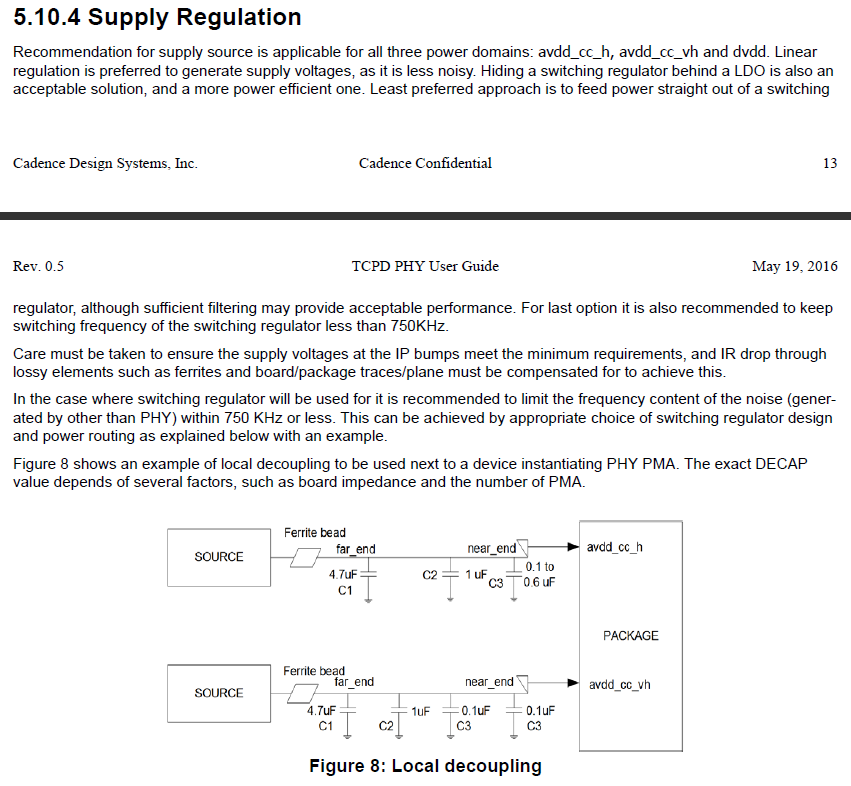 5.10.4 Supply Regulation
Recommendation for supply source is applicable for all three power domains: avdd_cc_h, avdd_cc_vh and dvdd. Linear
regulation is preferred to generate supply voltages, as it is less noisy. Hiding a switching regulator behind a LDO is also an
acceptable solution, and a more power efficient one. Least preferred approach is to feed power straight out of a switching
Cadence Design Systems, Inc. Cadence Confidential 13
Rev. 0.5 TCPD PHY User Guide May 19, 2016
regulator, although sufficient filtering may provide acceptable performance. For last option it is also recommended to keep
switching frequency of the switching regulator less than 750KHz.
Care must be taken to ensure the supply voltages at the IP bumps meet the minimum requirements, and IR drop through
lossy elements such as ferrites and board/package traces/plane must be compensated for to achieve this.
In the case where switching regulator will be used for it is recommended to limit the frequency content of the noise (gener-
ated by other than PHY) within 750 KHz or less. This can be achieved by appropriate choice of switching regulator design
and power routing as explained below with an example.
Figure 8 shows an example of local decoupling to be used next to a device instantiating PHY PMA. The exact DECAP
value depends of several factors, such as board impedance and the number of PMA.
Ferrite bead
SOURCE far_end near_end avdd_cc_h
4.7uF C2 1 uF 0.1 to
C1 C3 0.6 uF
PACKAGE
Ferrite bead
SOURCE far_end near_end avdd_cc_vh
4.7uF 1uF 0.1uF 0.1uF
C1 C2 C3 C3
Figure 8: Local decoupling